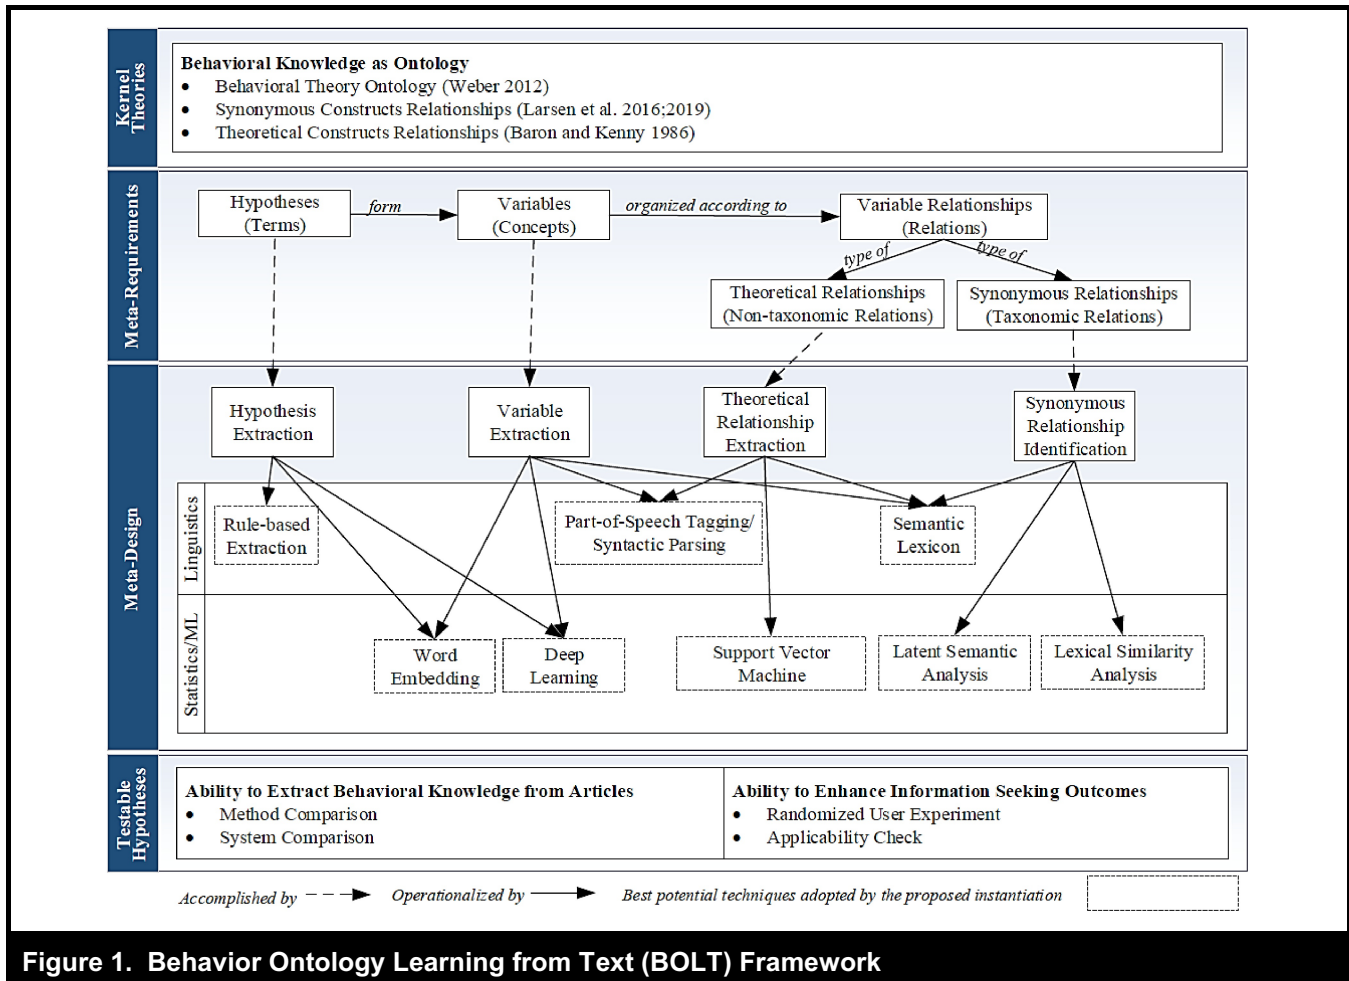 Kernel
Theories
Behavioral Knowledge as Ontology
• Behavioral Theory Ontology (Weber 2012)
• Synonymous Constructs Relationships (Larsen et al. 2016;2019)
• Theoretical Constructs Relationships (Baron and Kenny 1986)
Meta-Requirements
Hypotheses
(Terms)
form
Variables
(Concepts)
organized according to
Variable Relationships
(Relations)
type of
type of
Theoretical Relationships
(Non-taxonomic Relations)
Synonymous Relationships
(Taxonomic Relations)
Meta-Design
Hypothesis
Extraction
Variable
Extraction
Theoretical
Relationship
Extraction
Synonymous
Relationship
Identification
Linguistics
Rule-based
Extraction
Part-of-Speech Tagging/
Syntactic Parsing
Semantic
Lexicon
Statistics/ML
Word
Embedding
Deep
Learning
Support Vector
Machine
Latent Semantic
Analysis
Lexical Similarity
Analysis
Testable
Hypotheses
Ability to Extract Behavioral Knowledge from Articles
• Method Comparison
• System Comparison
Ability to Enhance Information Seeking Outcomes
• Randomized User Experiment
• Applicability Check
Accomplished by
Operationalized by
Best potential techniques adopted by the proposed instantiation
Figure 1. Behavior Ontology Learning from Text (BOLT) Framework